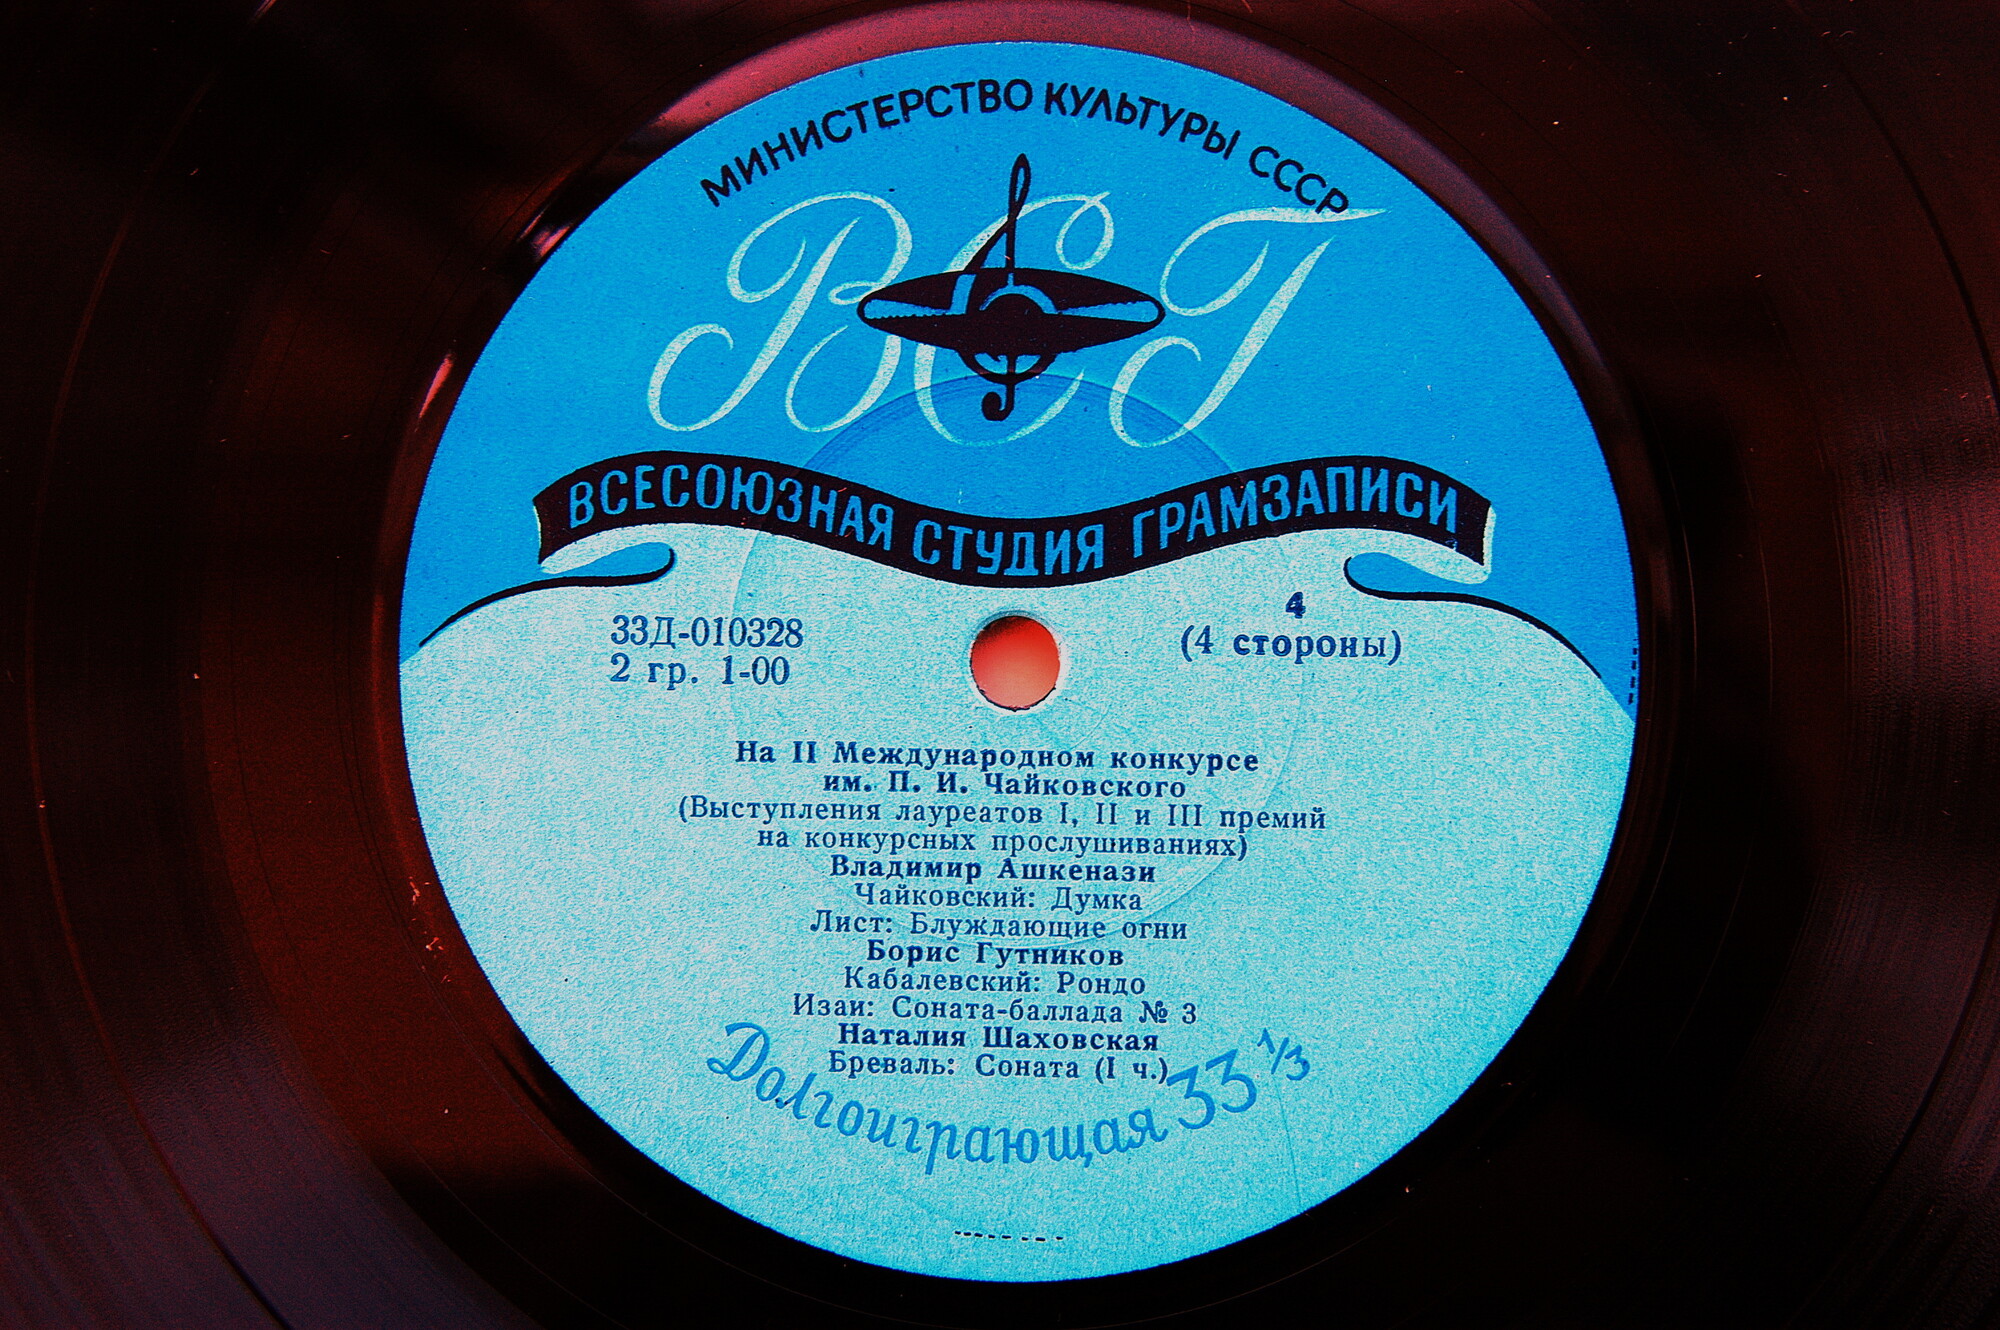 МИНИСТЕРСТВО КУЛЬТУРЫ СССР
ВСГ
ВСЕСОЮЗНАЯ СТУДИЯ ГРАМЗАПИСИ
33Д-010328
2 гр. 1-00
4
(4 стороны)
На II Международном конкурсе
им. П. И. Чайковского
(Выступления лауреатов I, II и III премий
на конкурсных прослушиваниях)
Владимир Ашкенази
Чайковский: Думка
Лист: Блуждающие огни
Борис Гутников
Кабалевский: Рондо
Изаи: Соната-баллада № 3
Наталия Шаховская
Бреваль: Соната (I ч.)
Долгоиграющая 33 1/3